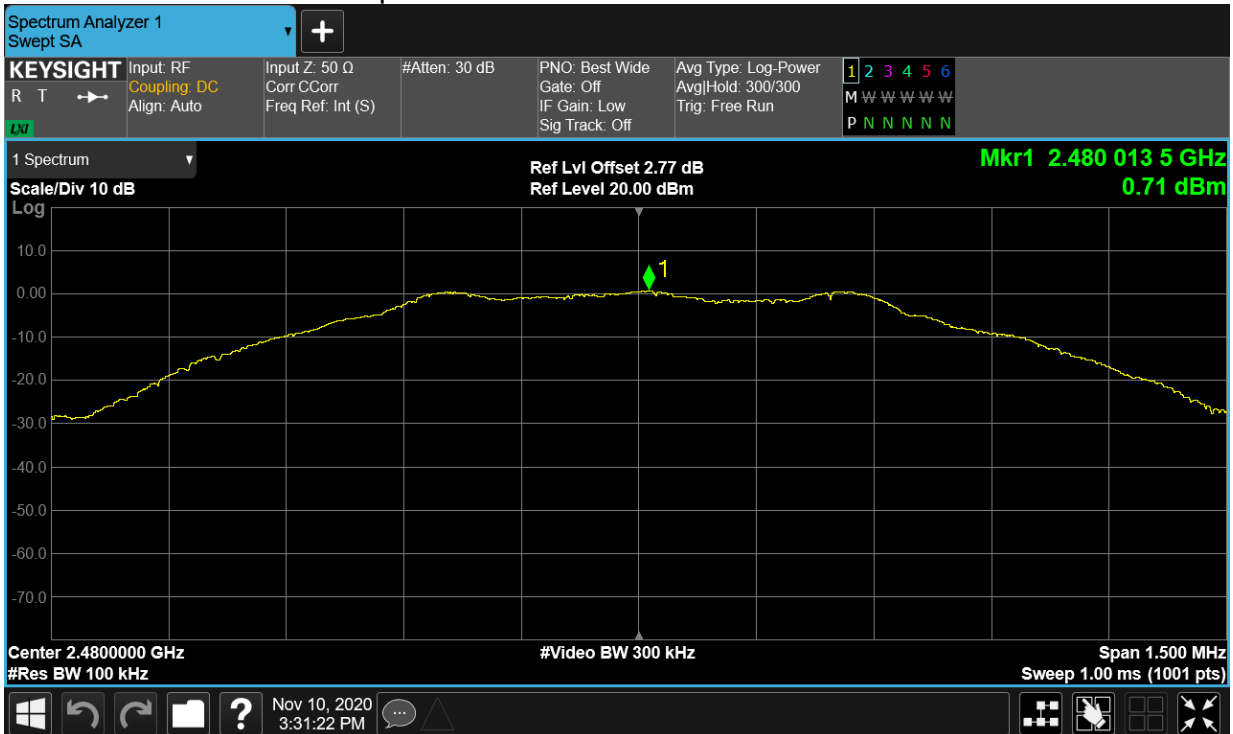 Spectrum Analyzer 1
Swept SA
KEYSIGHT
R T
LXI
Input: RF
Coupling: DC
Align: Auto
Input Z: 50 Ω
Corr CCorr
Freq Ref: Int (S)
#Atten: 30 dB
PNO: Best Wide
Gate: Off
IF Gain: Low
Sig Track: Off
Avg Type: Log-Power
Avg|Hold: 300/300
Trig: Free Run
1 2 3 4 5 6
M W W W W W
P N N N N N
1 Spectrum
Scale/Div 10 dB
Log
Ref Lvl Offset 2.77 dB
Ref Level 20.00 dBm
Mkr1 2.480 013 5 GHz
0.71 dBm
10.0
0.00
-10.0
-20.0
-30.0
-40.0
-50.0
-60.0
-70.0
1
Center 2.4800000 GHz
#Res BW 100 kHz
#Video BW 300 kHz
Span 1.500 MHz
Sweep 1.00 ms (1001 pts)
?
Nov 10, 2020
3:31:22 PM